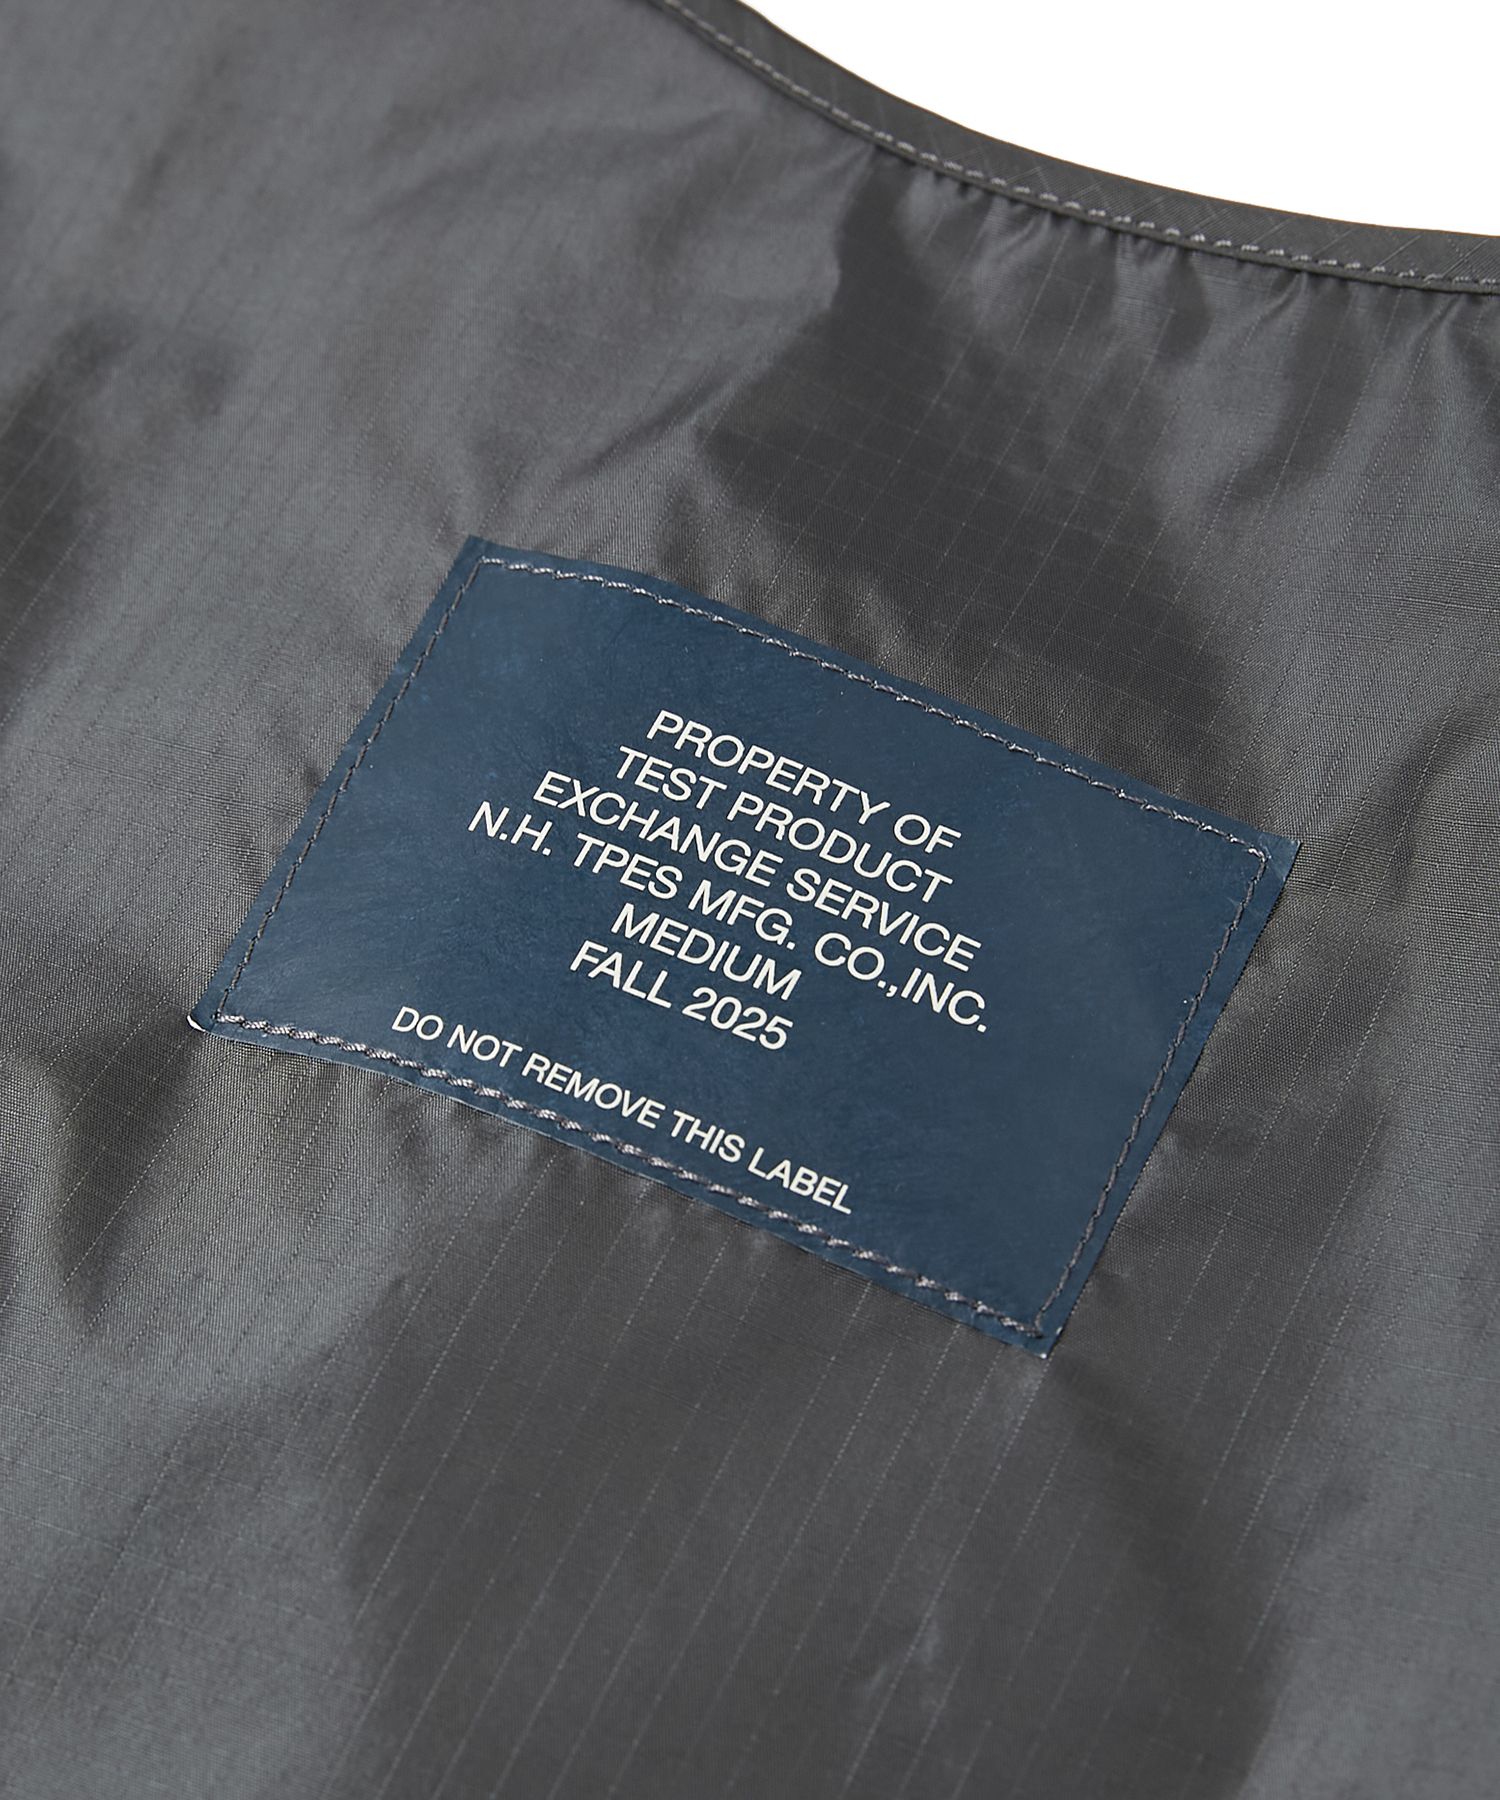 PROPERTY OF
TEST PRODUCT
EXCHANGE SERVICE
N.H. TPES MFG. CO.,INC.
MEDIUM
FALL 2025
DO NOT REMOVE THIS LABEL